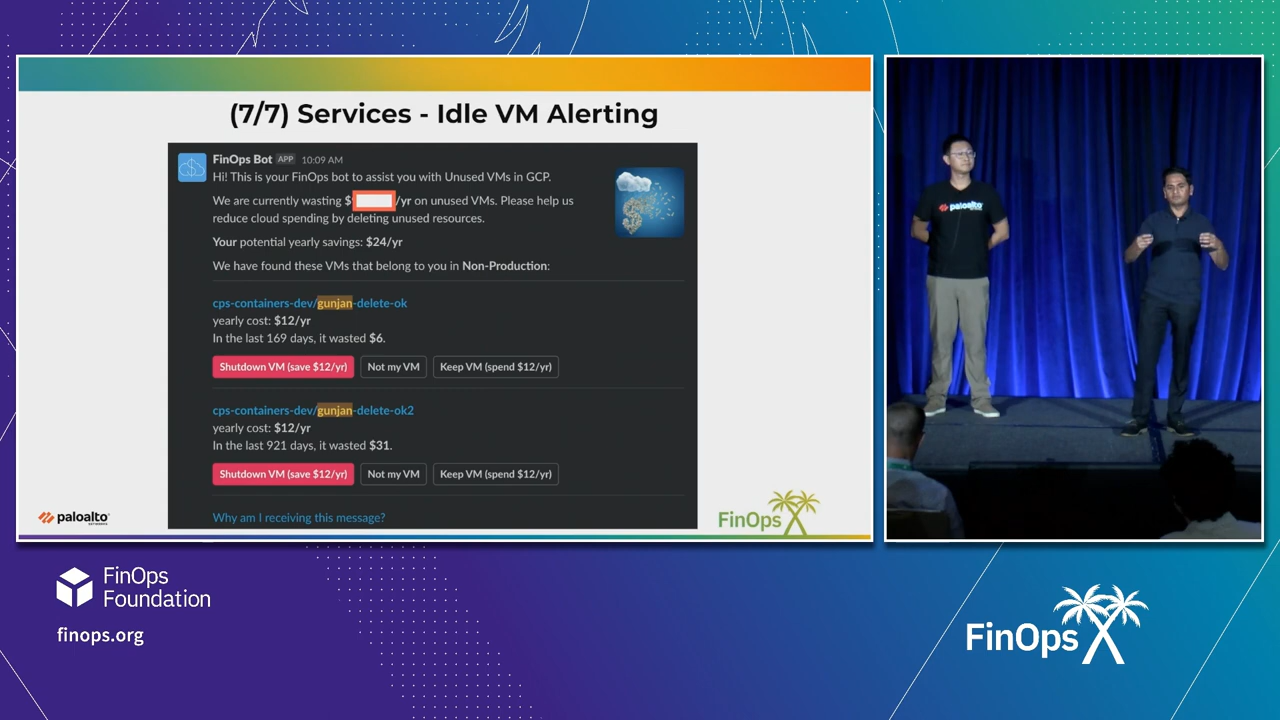 (7/7) Services - Idle VM Alerting
FinOps Bot APP 10:09 AM
Hi! This is your FinOps bot to assist you with Unused VMs in GCP.
We are currently wasting $ /yr on unused VMs. Please help us
reduce cloud spending by deleting unused resources.
Your potential yearly savings: $24/yr
We have found these VMs that belong to you in Non-Production:
cps-containers-dev/gunjan-delete-ok
yearly cost: $12/yr
In the last 169 days, it wasted $6.
Shutdown VM (save $12/yr) Not my VM Keep VM (spend $12/yr)
cps-containers-dev/gunjan-delete-ok2
yearly cost: $12/yr
In the last 921 days, it wasted $31.
Shutdown VM (save $12/yr) Not my VM Keep VM (spend $12/yr)
Why am I receiving this message?
paloalto
NETWORKS
FinOps X
paloalto
FinOps
Foundation
finops.org
FinOps X